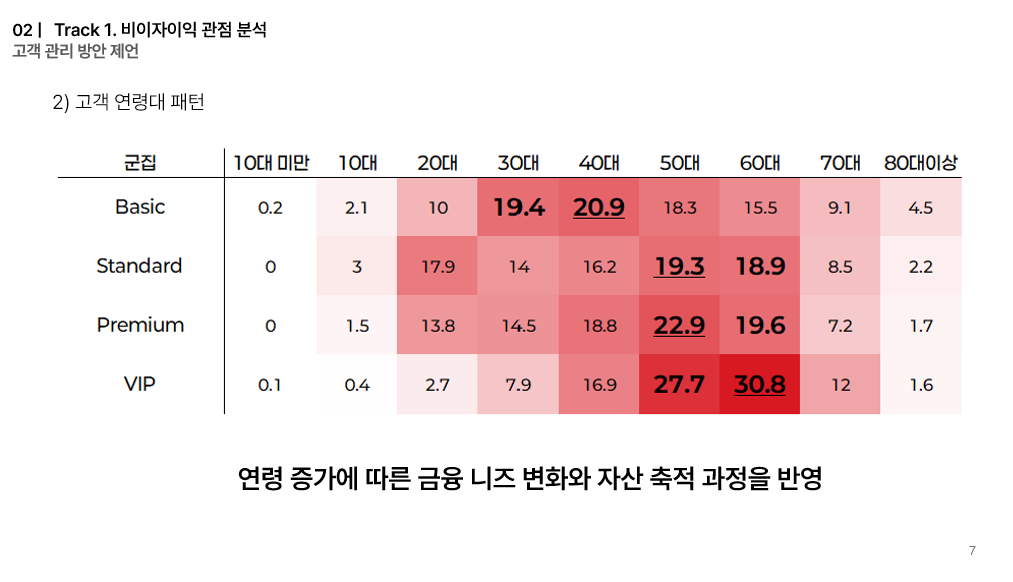 02 | Track 1. 비이자이익 관점 분석
고객 관리 방안 제언
2) 고객 연령대 패턴
군집 10대 미만 10대 20대 30대 40대 50대 60대 70대 80대이상
Basic 0.2 2.1 10 19.4 20.9 18.3 15.5 9.1 4.5
Standard 0 3 17.9 14 16.2 19.3 18.9 8.5 2.2
Premium 0 1.5 13.8 14.5 18.8 22.9 19.6 7.2 1.7
VIP 0.1 0.4 2.7 7.9 16.9 27.7 30.8 12 1.6
연령 증가에 따른 금융 니즈 변화와 자산 축적 과정을 반영
7